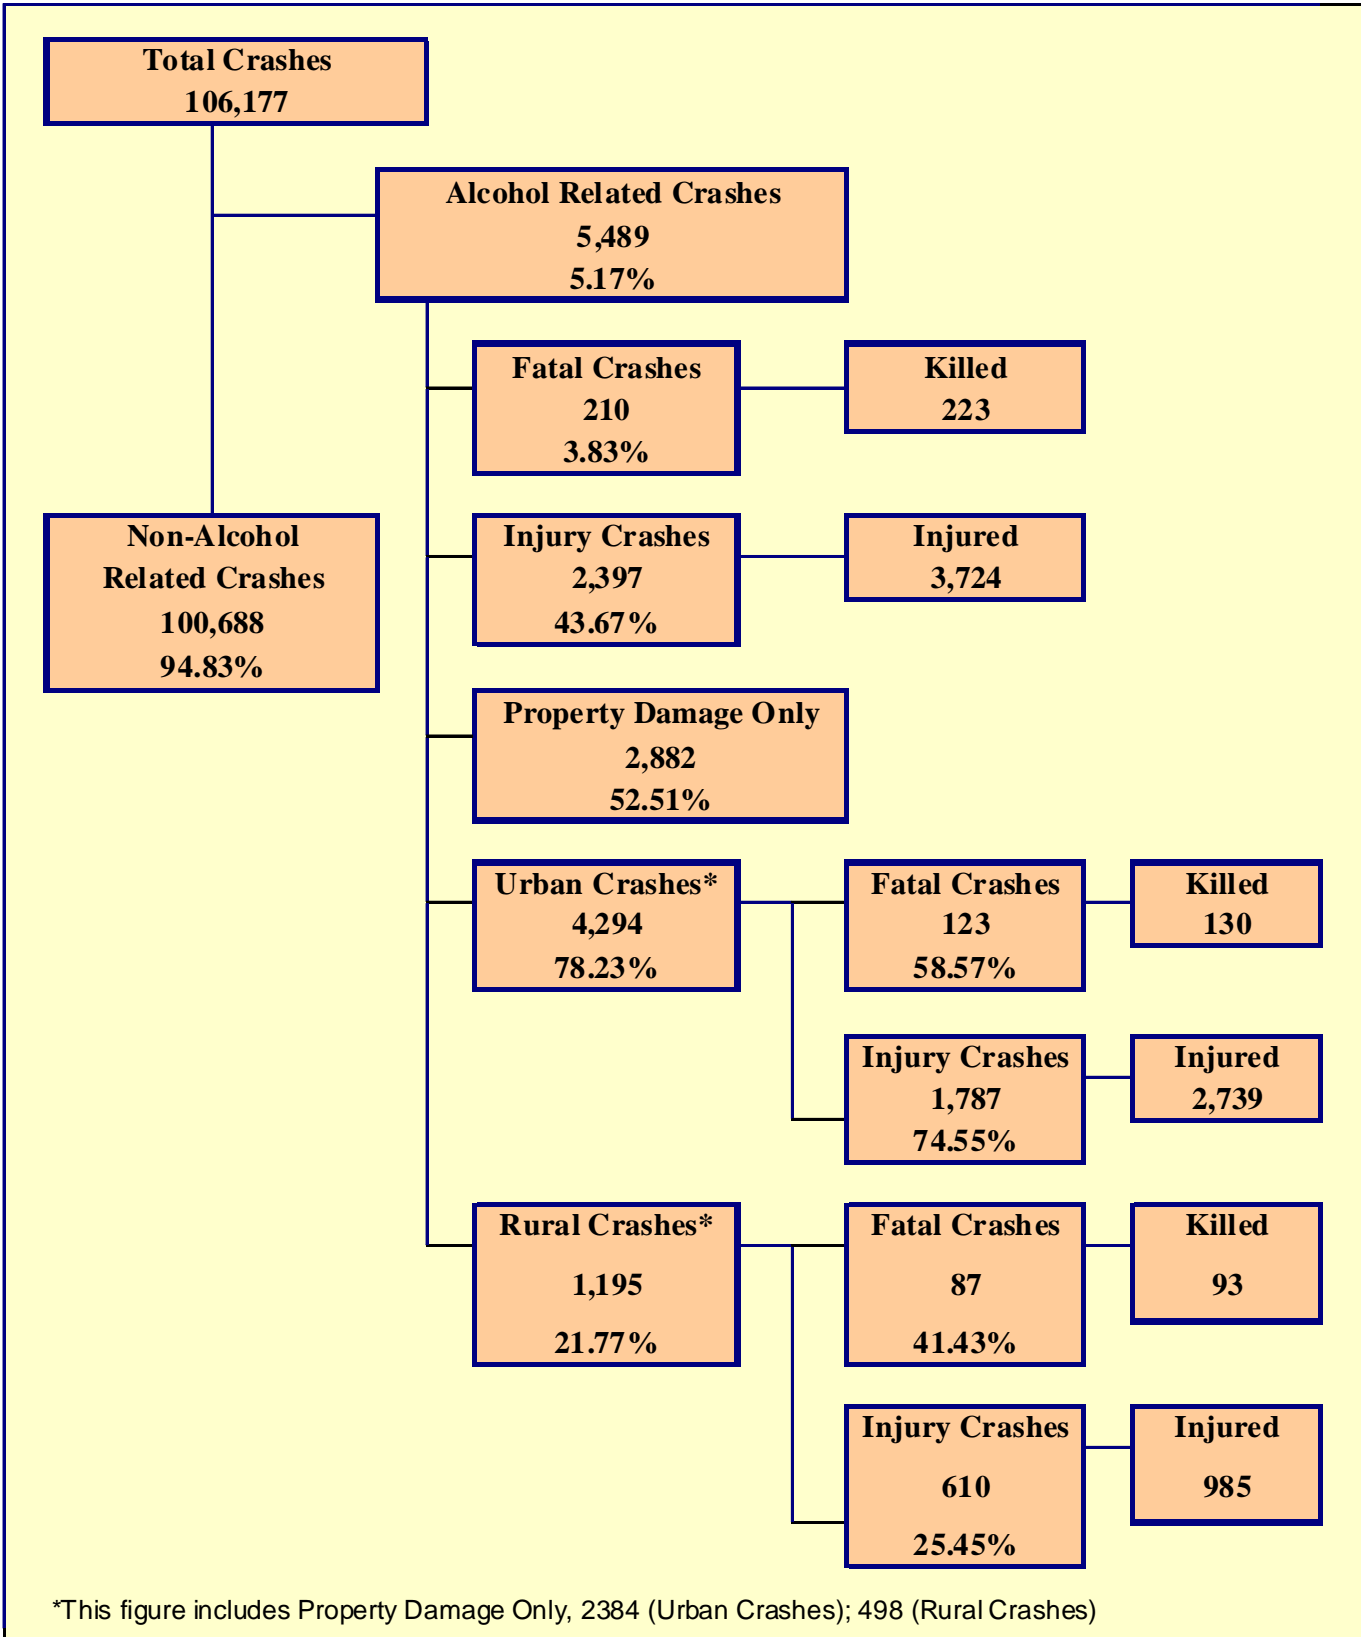 Total Crashes
106,177
Alcohol Related Crashes
5,489
5.17%
Fatal Crashes
210
3.83%
Killed
223
Non-Alcohol
Related Crashes
100,688
94.83%
Injury Crashes
2,397
43.67%
Injured
3,724
Property Damage Only
2,882
52.51%
Urban Crashes*
4,294
78.23%
Fatal Crashes
123
58.57%
Killed
130
Injury Crashes
1,787
74.55%
Injured
2,739
Rural Crashes*
1,195
21.77%
Fatal Crashes
87
41.43%
Killed
93
Injury Crashes
610
25.45%
Injured
985
*This figure includes Property Damage Only, 2384 (Urban Crashes); 498 (Rural Crashes)